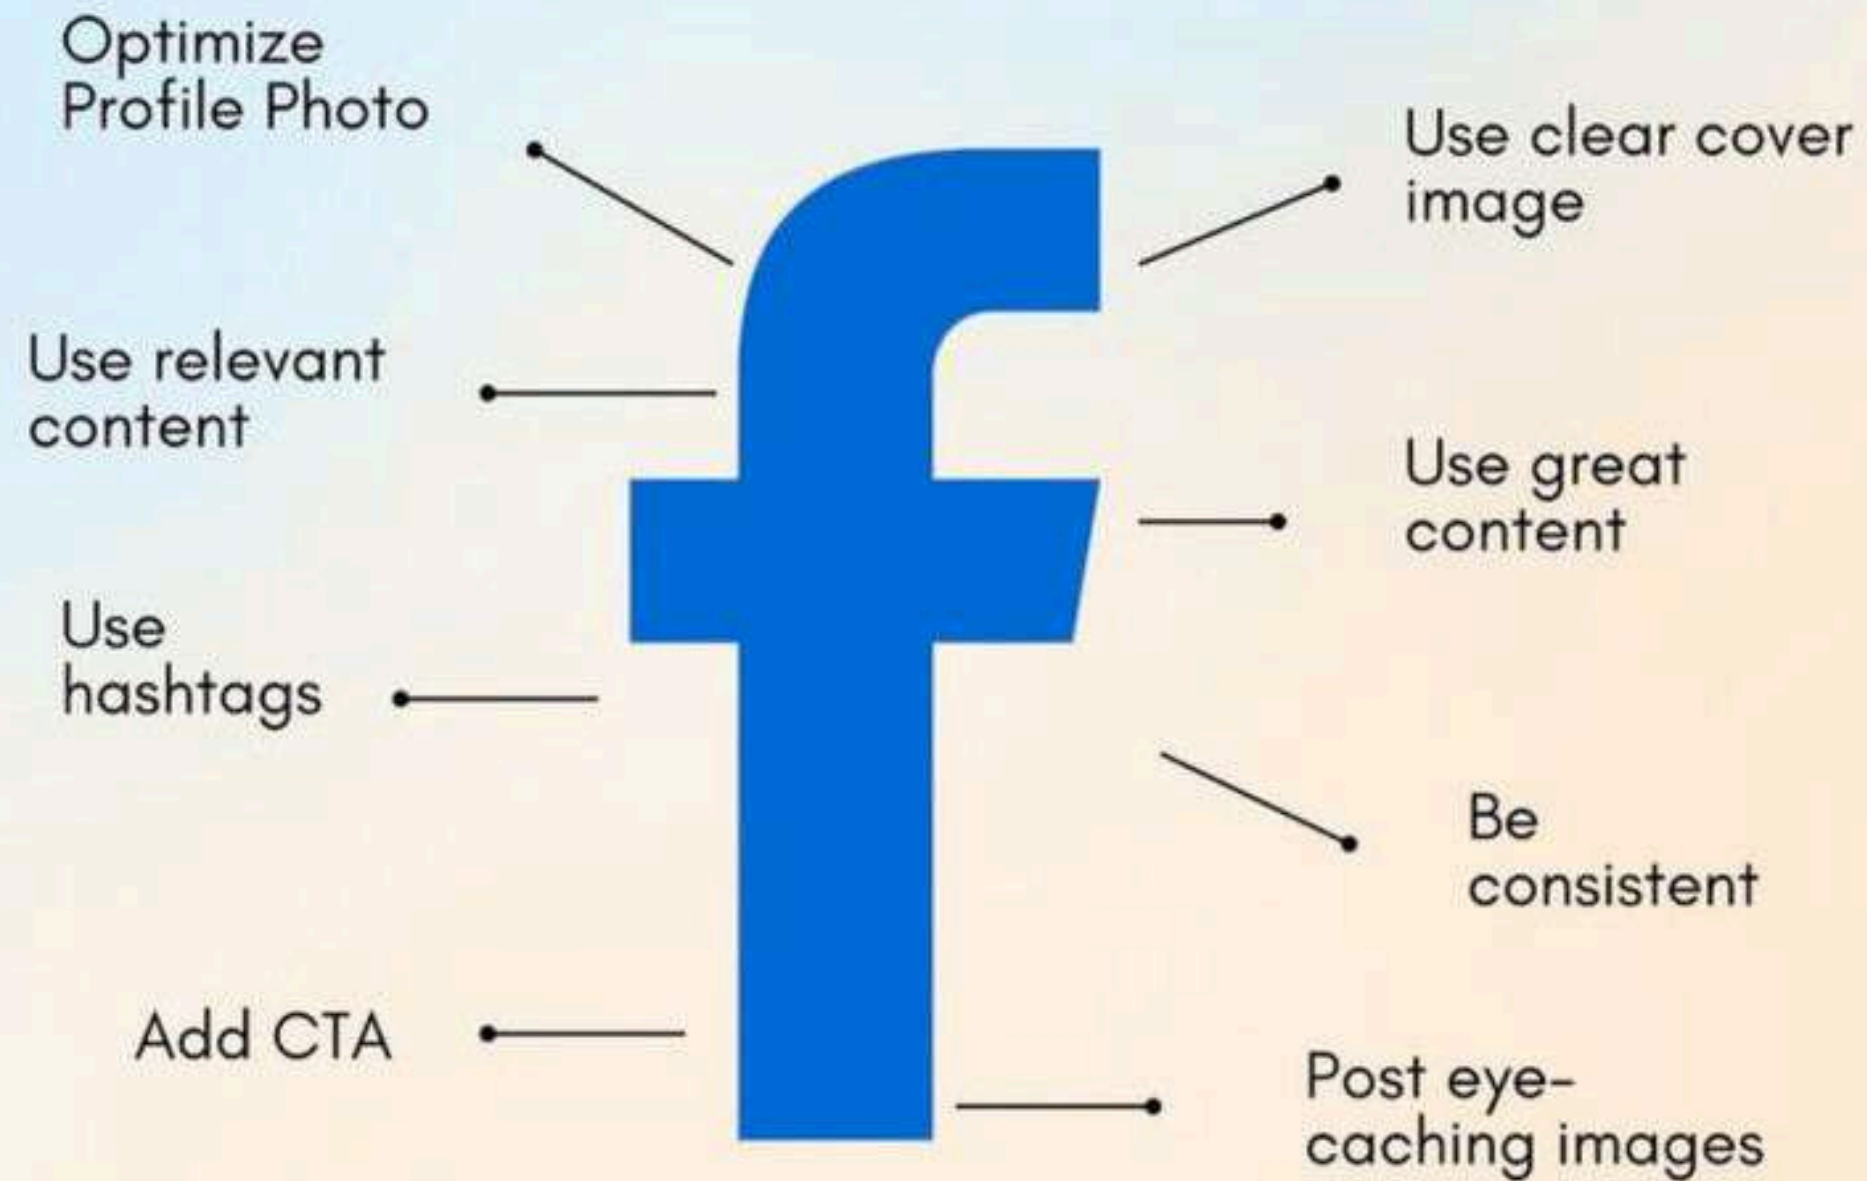 Optimize
Profile Photo
Use clear cover
image
Use relevant
content
Use great
content
Use
hashtags
Be
consistent
Add CTA
Post eye-
caching images